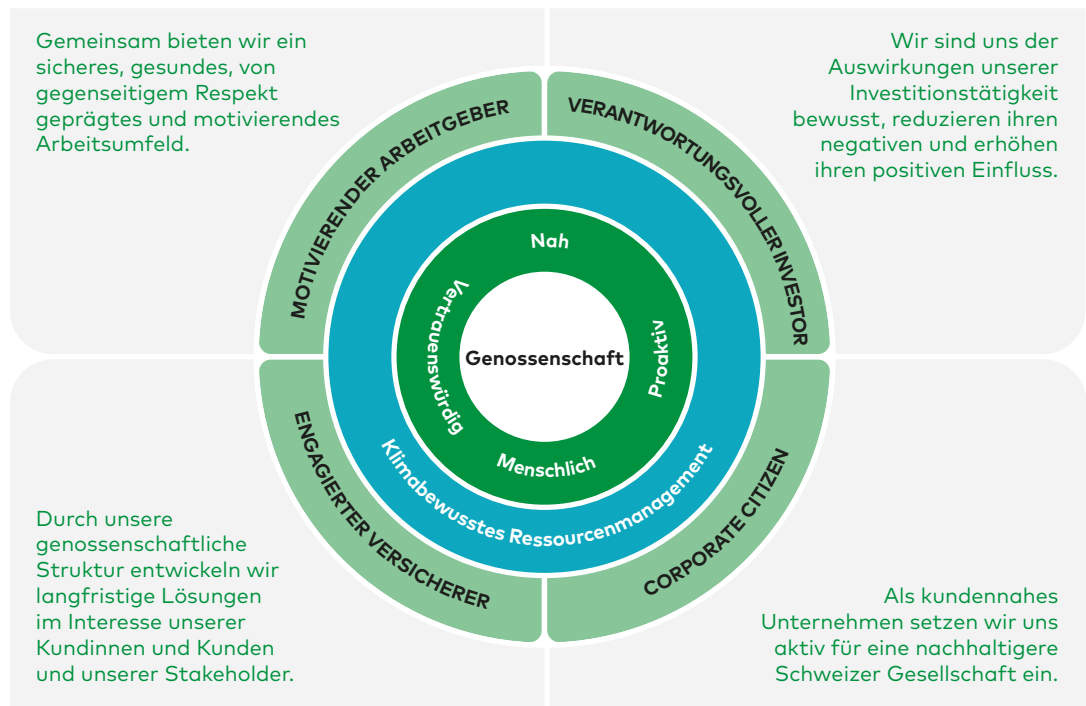 Gemeinsam bieten wir ein
sicheres, gesundes, von
gegenseitigem Respekt
geprägtes und motivierendes
Arbeitsumfeld.
Wir sind uns der
Auswirkungen unserer
Investitionstätigkeit
bewusst, reduzieren ihren
negativen und erhöhen
ihren positiven Einfluss.
MOTIVIERENDER ARBEITGEBER
VERANTWORTUNGSVOLLER INVESTOR
Nah
Vertrauenswürdig
Genossenschaft
Proaktiv
Menschlich
Klimabewusstes Ressourcenmanagement
ENGAGIERTER VERSICHERER
CORPORATE CITIZEN
Durch unsere
genossenschaftliche
Struktur entwickeln wir
langfristige Lösungen
im Interesse unserer
Kundinnen und Kunden
und unserer Stakeholder.
Als kundennahes
Unternehmen setzen wir uns
aktiv für eine nachhaltigere
Schweizer Gesellschaft ein.